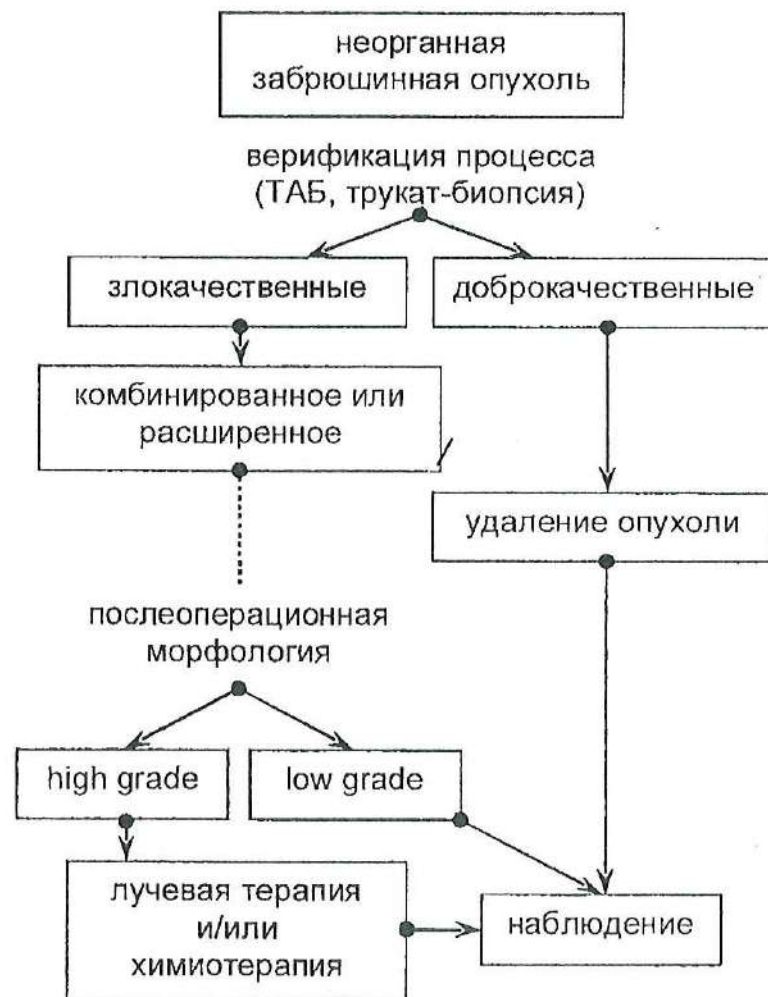 неорганная
забрюшинная опухоль
верификация процесса
(ТАБ, трукат-биопсия)
злокачественные
доброкачественные
комбинированное или
расширенное
удаление опухоли
послеоперационная
морфология
high grade
low grade
лучевая терапия
и/или
химиотерапия
наблюдение